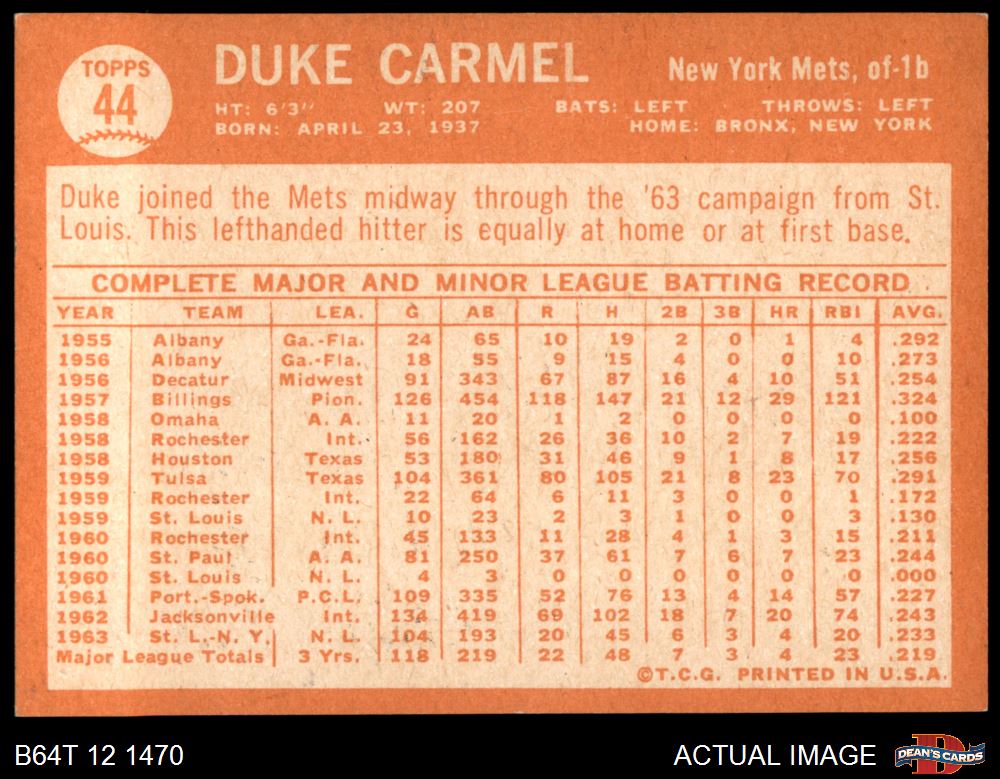 TOPPS
44
DUKE CARMEL
New York Mets, of-1b
HT: 6'3" WT: 207 BATS: LEFT THROWS: LEFT
BORN: APRIL 23, 1937 HOME: BRONX, NEW YORK
Duke joined the Mets midway through the '63 campaign from St.
Louis. This lefthanded hitter is equally at home or at first base.
COMPLETE MAJOR AND MINOR LEAGUE BATTING RECORD
YEAR TEAM LEA. G AB R H 2B 3B HR RBI AVG.
1955 Albany Ga.-Fla. 24 65 10 19 2 0 1 4 .292
1956 Albany Ga.-Fla. 18 55 9 15 4 0 0 10 .273
1956 Decatur Midwest 91 343 67 87 16 4 10 51 .254
1957 Billings Pion. 126 454 118 147 21 12 29 121 .324
1958 Omaha A. A. 11 20 1 2 0 0 0 0 .100
1958 Rochester Int. 56 162 26 36 10 2 7 19 .222
1958 Houston Texas 53 180 31 46 9 1 8 17 .256
1959 Tulsa Texas 104 361 80 105 21 8 23 70 .291
1959 Rochester Int. 22 64 6 11 3 0 0 1 .172
1959 St. Louis N. L. 10 23 2 3 1 0 0 3 .130
1960 Rochester Int. 45 133 11 28 4 1 3 15 .211
1960 St. Paul A. A. 81 250 37 61 7 6 7 23 .244
1960 St. Louis N. L. 4 3 0 0 0 0 0 0 .000
1961 Port.-Spok. P.C.L. 109 335 52 76 13 4 14 57 .227
1962 Jacksonville Int. 134 419 69 102 18 7 20 74 .243
1963 St. L.-N. Y. N. L. 104 193 20 45 6 3 4 20 .233
Major League Totals 3 Yrs. 118 219 22 48 7 3 4 23 .219
©T.C.G. PRINTED IN U.S.A.
B64T 12 1470
ACTUAL IMAGE
D
DEAN'S CARDS